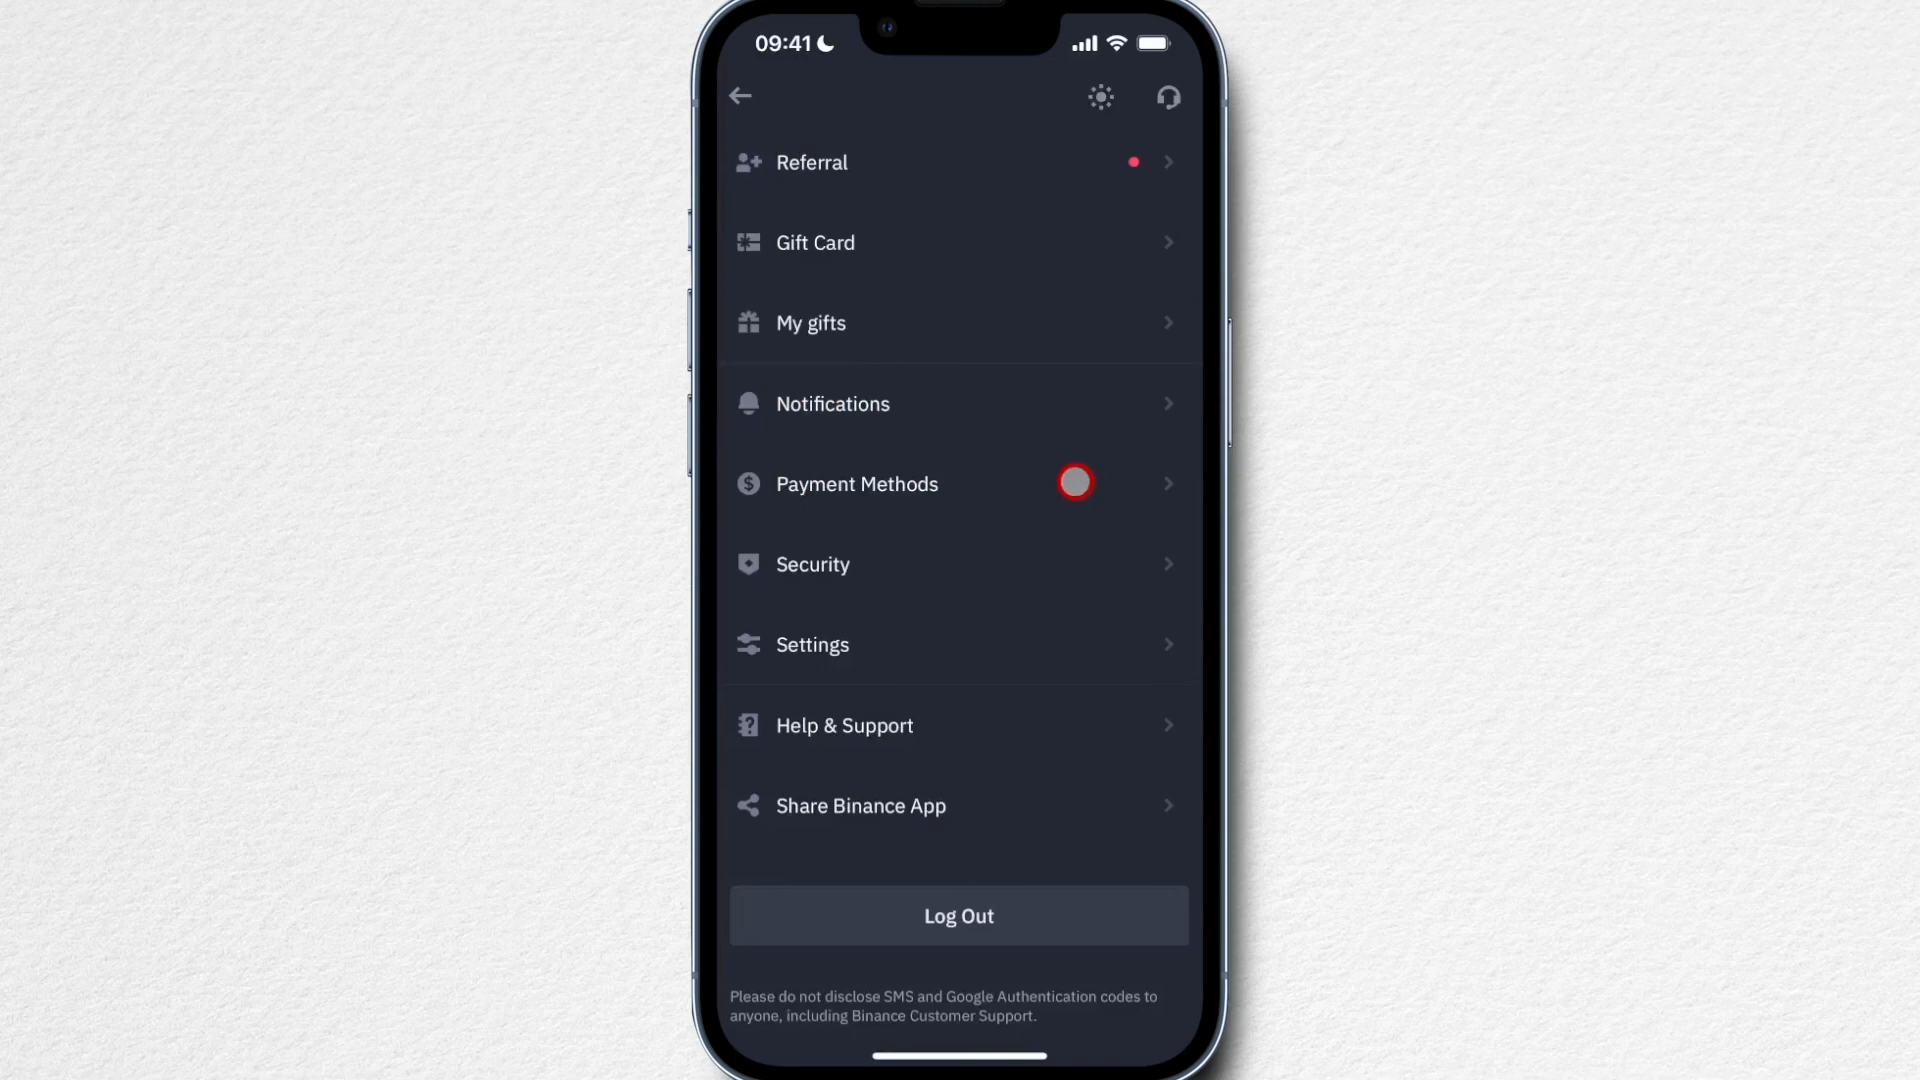 09:41
Referral
Gift Card
My gifts
Notifications
Payment Methods
Security
Settings
Help & Support
Share Binance App
Log Out
Please do not disclose SMS and Google Authentication codes to
anyone, including Binance Customer Support.